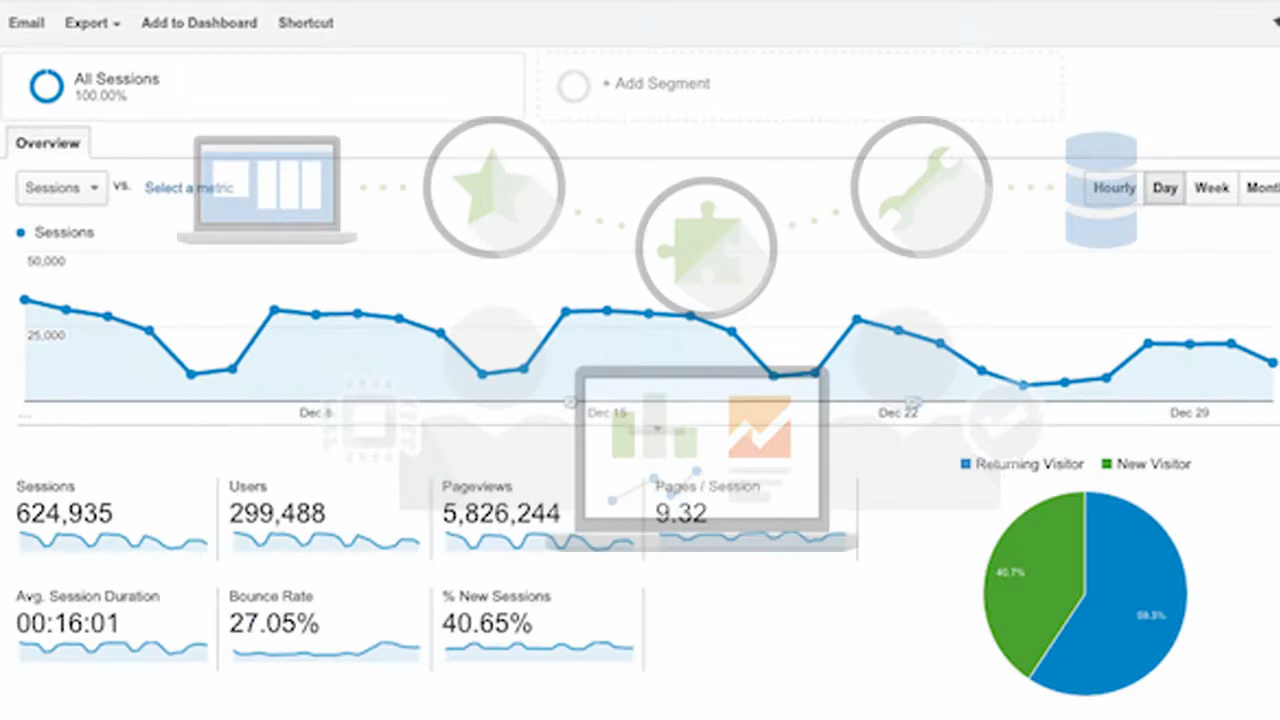 Email Export Add to Dashboard Shortcut
All Sessions
100.00%
+ Add Segment
Overview
Sessions vs. Select a metric
Hourly Day Week
Sessions
50,000
25,000
... Dec 8 Dec 15 Dec 22 Dec 29
Returning Visitor New Visitor
Sessions Users Pageviews Pages / Session
624,935 299,488 5,826,244 9.32
Avg. Session Duration Bounce Rate % New Sessions
00:16:01 27.05% 40.65%
40.7%
59.3%